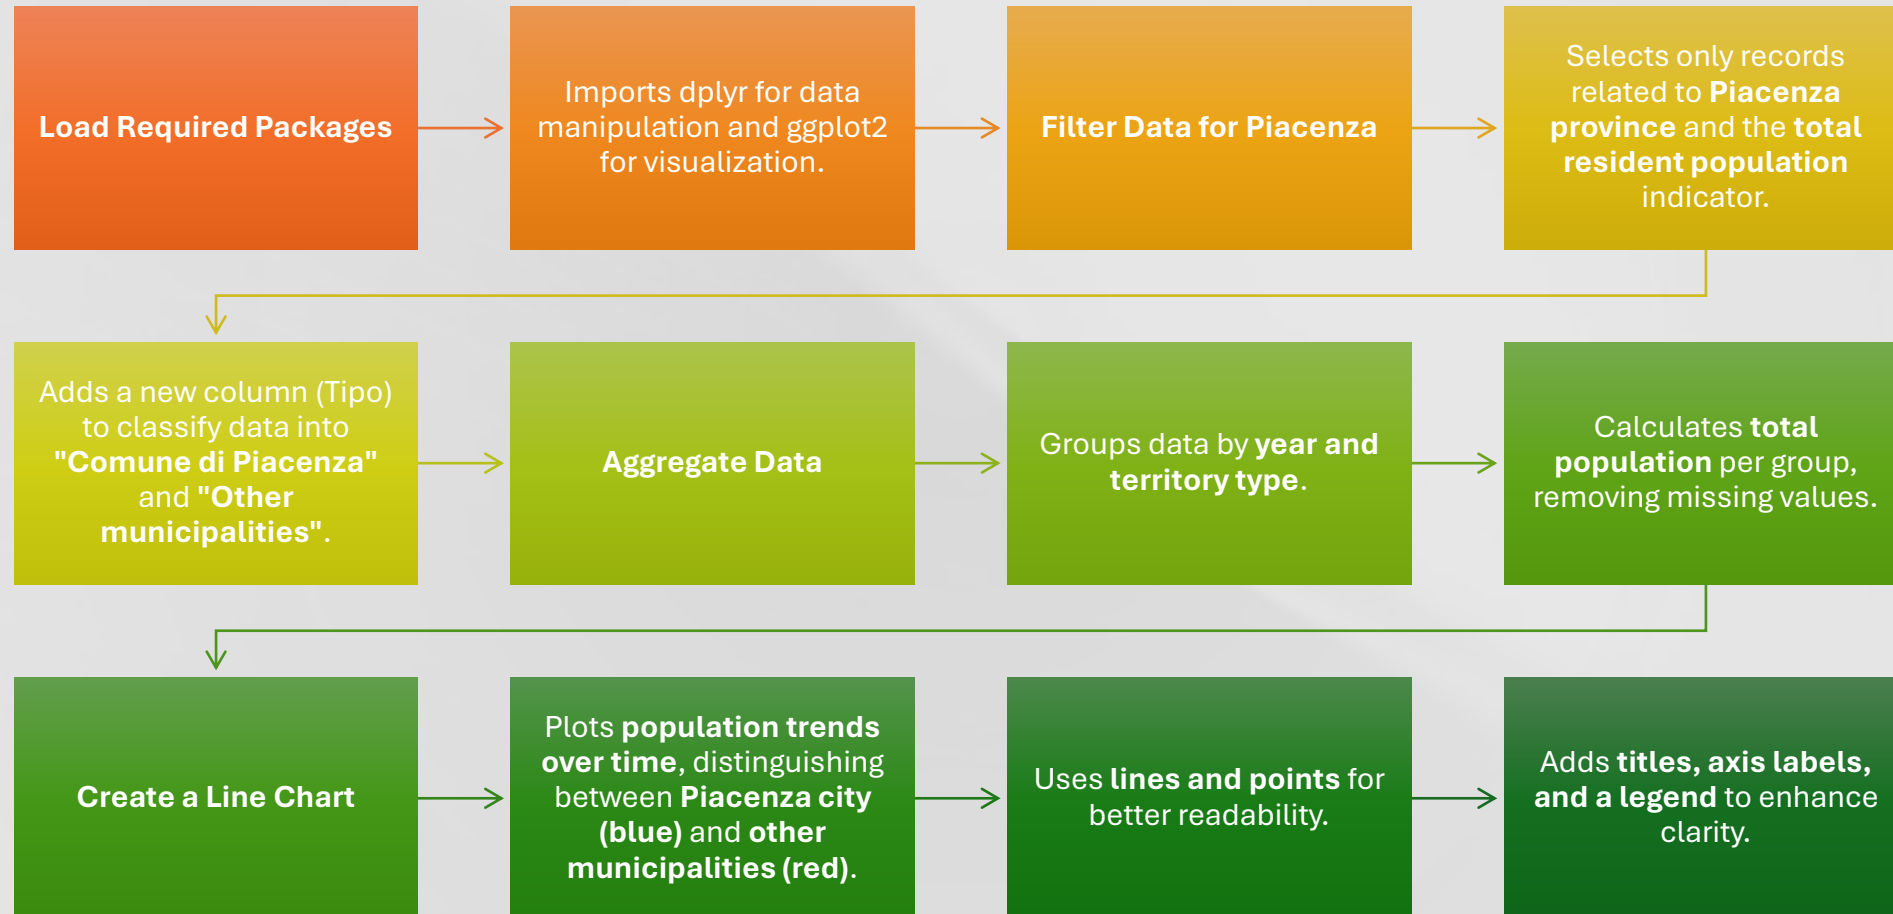 Load Required Packages
Imports dplyr for data
manipulation and ggplot2
for visualization.
Filter Data for Piacenza
Selects only records
related to Piacenza
province and the total
resident population
indicator.
Adds a new column (Tipo)
to classify data into
"Comune di Piacenza"
and "Other
municipalities".
Aggregate Data
Groups data by year and
territory type.
Calculates total
population per group,
removing missing values.
Create a Line Chart
Plots population trends
over time, distinguishing
between Piacenza city
(blue) and other
municipalities (red).
Uses lines and points for
better readability.
Adds titles, axis labels,
and a legend to enhance
clarity.